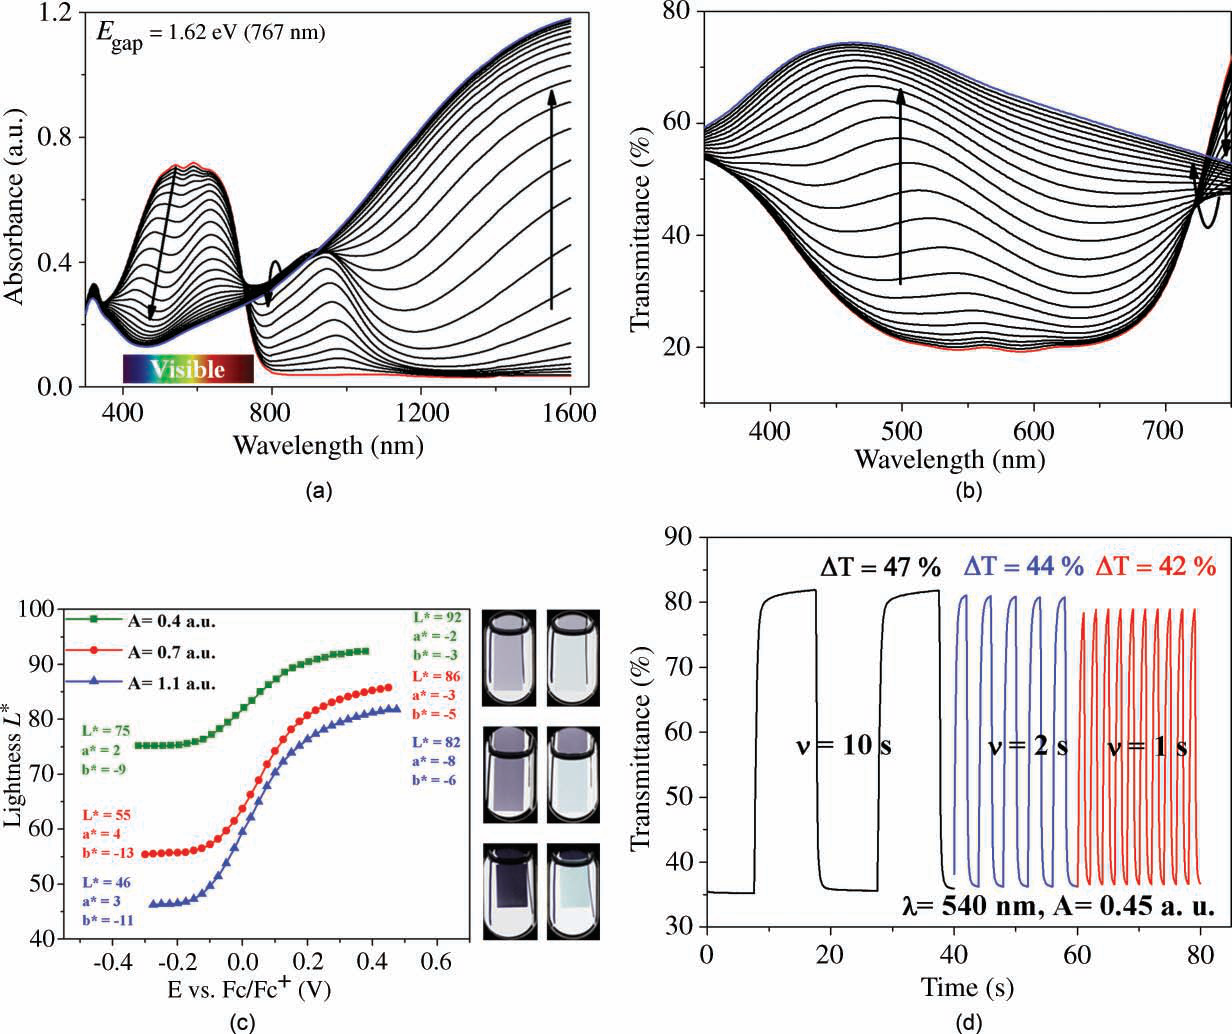 E gap = 1.62 eV (767 nm)
1.2
0.8
0.4
0.0
Absorbance (a.u.)
Visible
400
800
1200
1600
Wavelength (nm)
(a)
80
60
40
20
Transmittance (%)
400
500
600
700
Wavelength (nm)
(b)
100
90
80
70
60
50
40
Lightness L*
A= 0.4 a.u.
A= 0.7 a.u.
A= 1.1 a.u.
L* = 75
a* = 2
b* = -9
L* = 55
a* = 4
b* = -13
L* = 46
a* = 3
b* = -11
L* = 92
a* = -2
b* = -3
L* = 86
a* = -3
b* = -5
L* = 82
a* = -8
b* = -6
-0.4
-0.2
0.0
0.2
0.4
0.6
E vs. Fc/Fc+ (V)
(c)
90
80
70
60
50
40
30
Transmittance (%)
ΔT = 47 %
ΔT = 44 %
ΔT = 42 %
ν = 10 s
ν = 2 s
ν = 1 s
λ= 540 nm, A= 0.45 a. u.
0
20
40
60
80
Time (s)
(d)